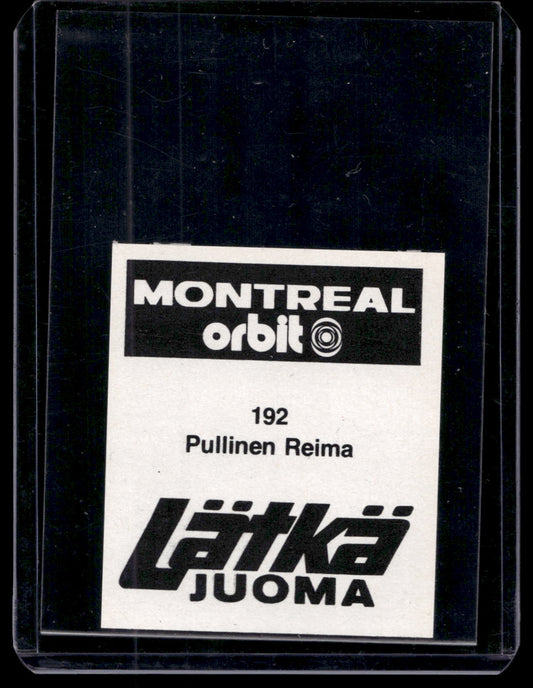 MONTREAL
orbit
192
Pullinen Reima
Lätkä
JUOMA